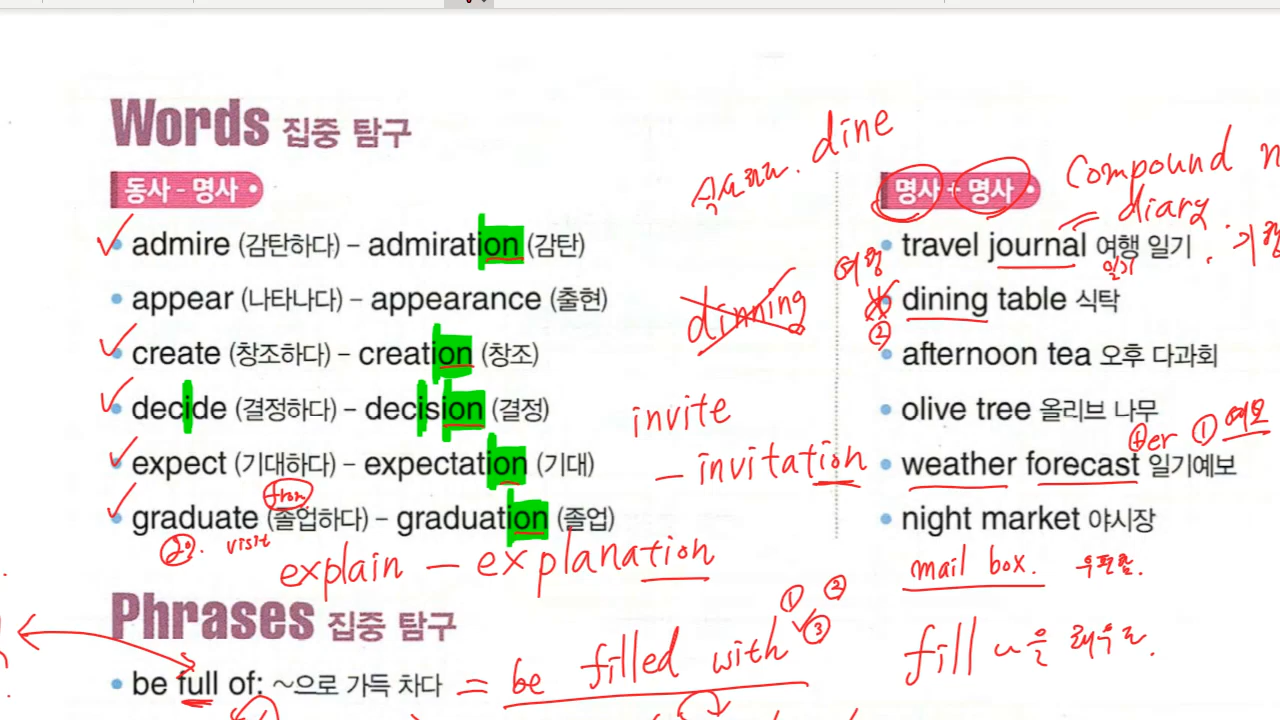 Words 집중 탐구
동사 - 명사
admire (감탄하다) – admiration (감탄)
appear (나타나다) – appearance (출현)
create (창조하다) – creation (창조)
decide (결정하다) – decision (결정)
expect (기대하다) – expectation (기대)
from
graduate (졸업하다) – graduation (졸업)
visit
explain – explanation
dine
dinning
invite
– invitation
명사 + 명사
Compound n
diary
travel journal 여행 일기
일기
dining table 식탁
②
afternoon tea 오후 다과회
olive tree 올리브 나무
ter ① 예보
weather forecast 일기예보
night market 야시장
mail box. 우편함.
Phrases 집중 탐구
① ②
③
be full of: ~으로 가득 차다 = be filled with
fill ~을 채우다.